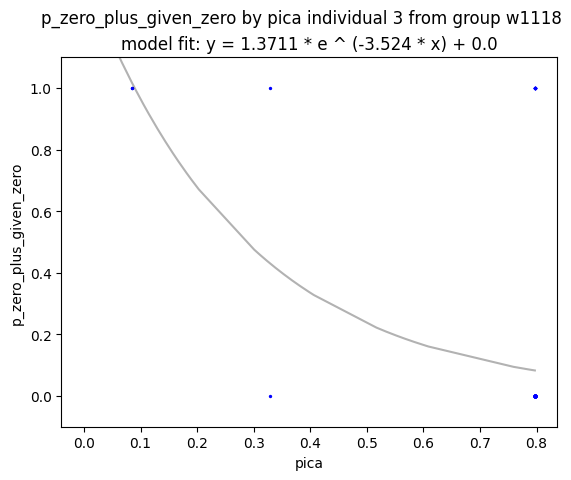 p_zero_plus_given_zero by pica individual 3 from group w1118
model fit: y = 1.3711 * e ^ (-3.524 * x) + 0.0
1.0
0.8
0.6
0.4
0.2
0.0
p_zero_plus_given_zero
0.0 0.1 0.2 0.3 0.4 0.5 0.6 0.7 0.8
pica